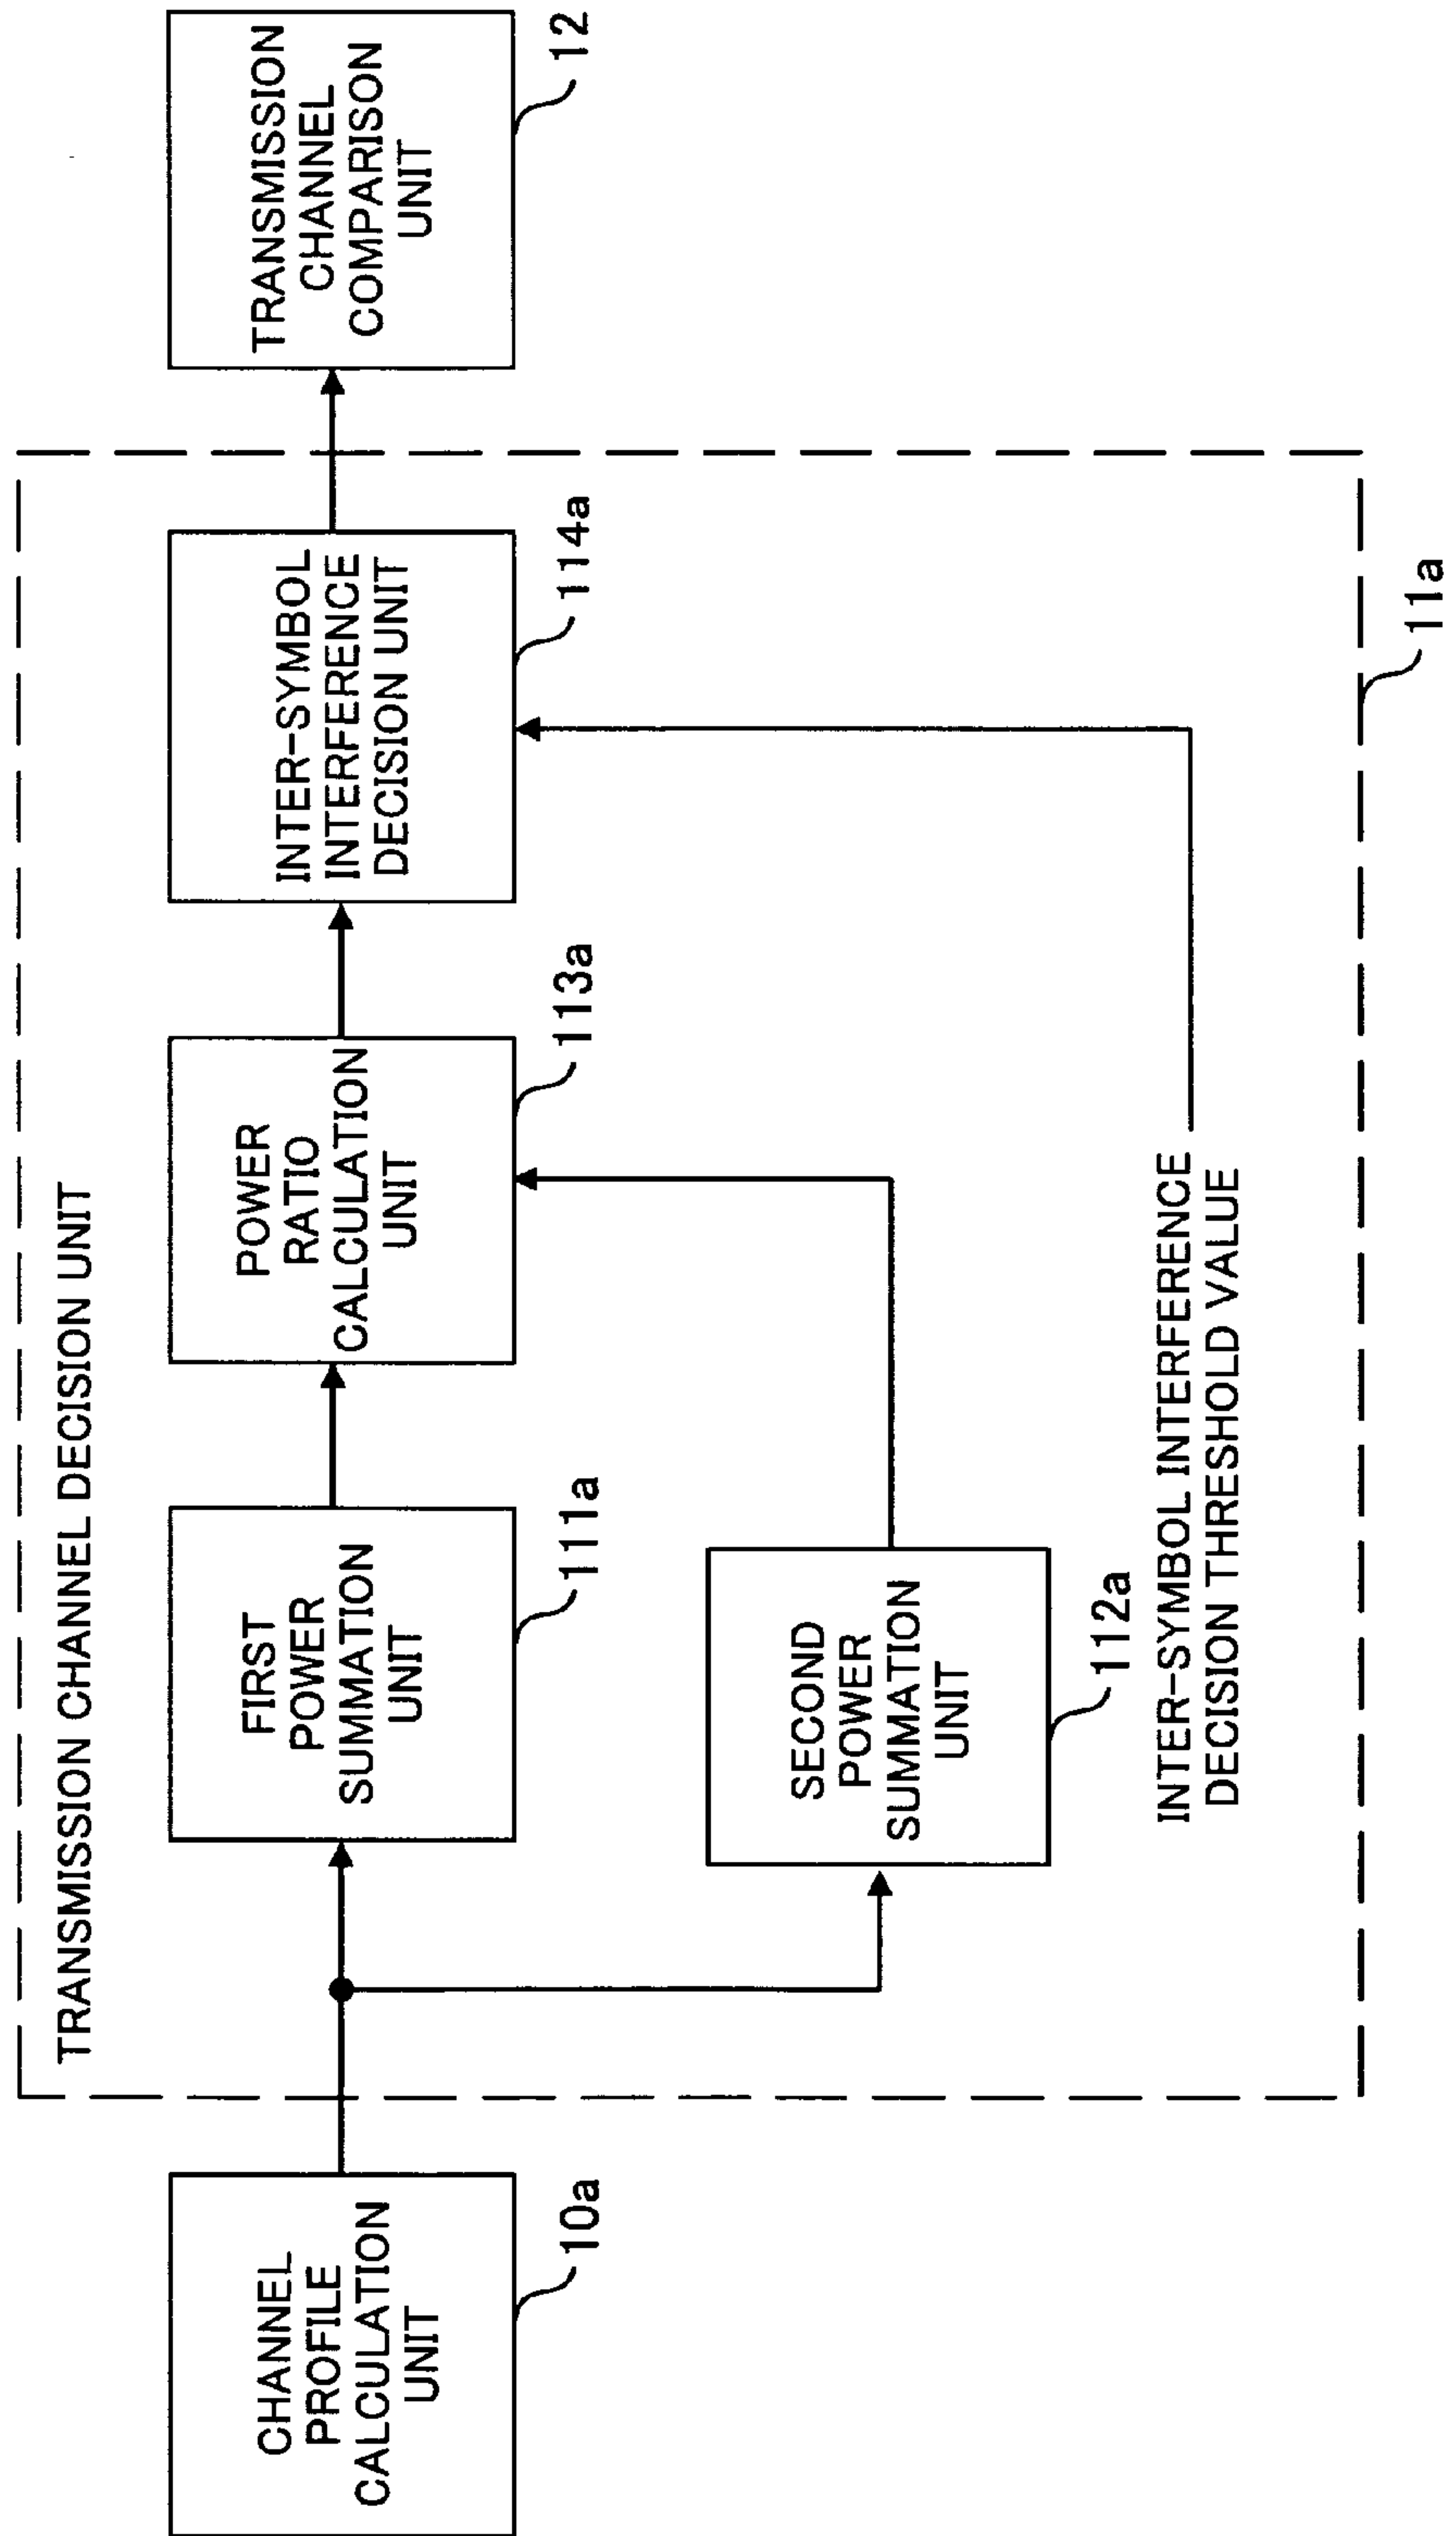 TRANSMISSION CHANNEL DECISION UNIT
CHANNEL
PROFILE
CALCULATION
UNIT
10a
FIRST
POWER
SUMMATION
UNIT
111a
SECOND
POWER
SUMMATION
UNIT
112a
POWER
RATIO
CALCULATION
UNIT
113a
INTER-SYMBOL
INTERFERENCE
DECISION UNIT
114a
INTER-SYMBOL INTERFERENCE
DECISION THRESHOLD VALUE
11a
TRANSMISSION
CHANNEL
COMPARISON
UNIT
12